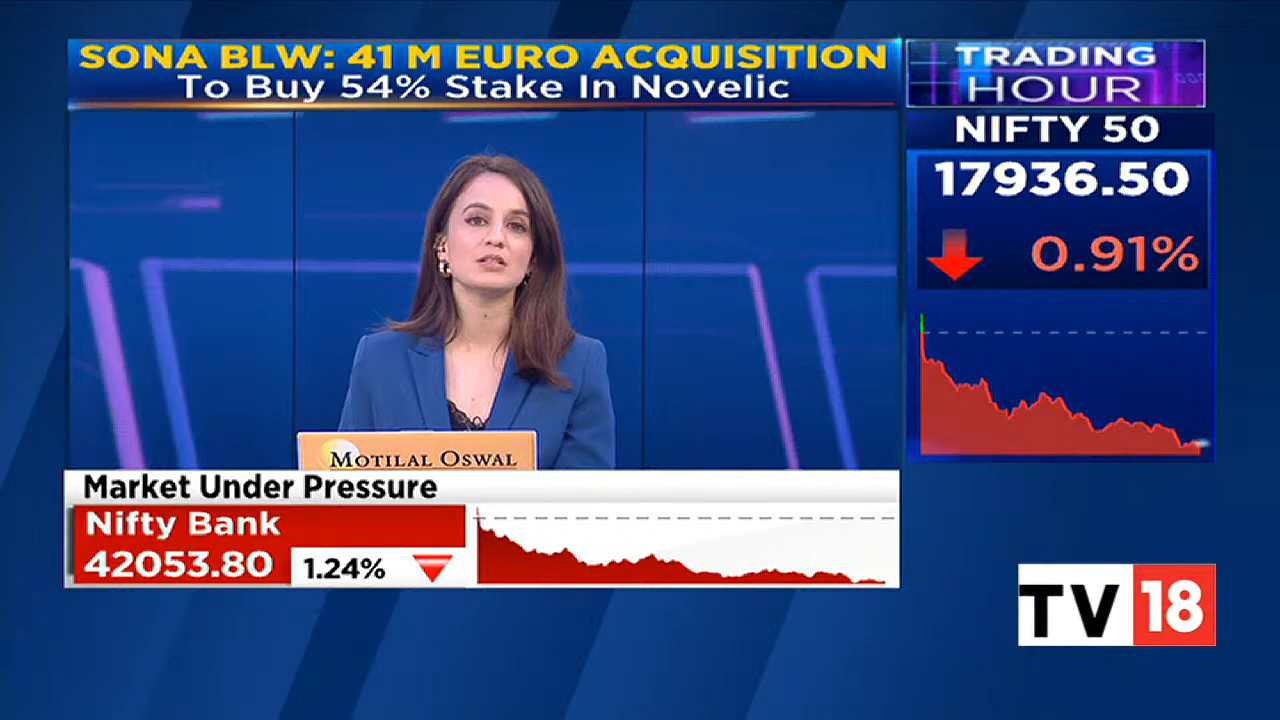 SONA BLW: 41 M EURO ACQUISITION
To Buy 54% Stake In Novelic
TRADING
HOUR
NIFTY 50
17936.50
0.91%
MOTILAL OSWAL
Market Under Pressure
Nifty Bank
42053.80
1.24%
TV18